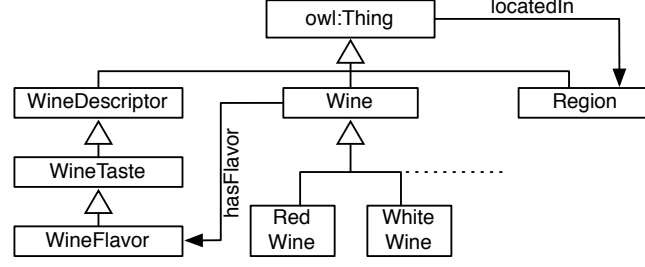 locatedIn
owl:Thing
WineDescriptor
Wine
Region
WineTaste
hasFlavor
Red
Wine
White
Wine
WineFlavor